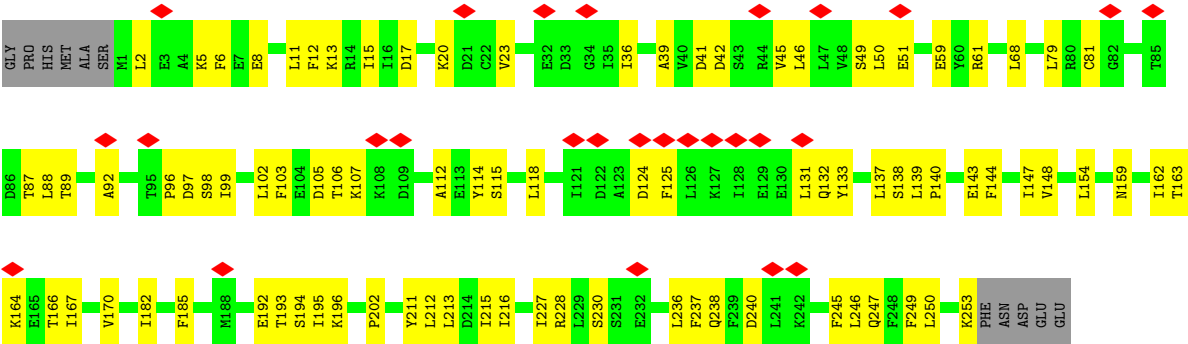 GLY PRO HIS MET ALA SER M1 L2 E3 A4 K5 F6 E7 E8 L11 F12 K13 R14 I15 I16 D17 K20 D21 C22 V23 E32 D33 G34 I35 I36 A39 V40 D41 D42 S43 R44 V45 L46 L47 V48 S49 L50 E51 E59 Y60 R61 L68 L79 R80 C81 G82 T85
D86 T87 L88 T89 A92 T95 P96 D97 S98 I99 L102 F103 E104 D105 T106 K107 K108 D109 A112 E113 Y114 S115 L118 I121 D122 A123 D124 F125 L126 K127 I128 E129 E130 L131 Q132 Y133 L137 S138 L139 P140 E143 F144 I147 V148 L154 N159 I162 T163
K164 E165 T166 I167 V170 I182 F185 M188 E192 T193 S194 I195 K196 P202 Y211 L212 L213 D214 I215 I216 I227 R228 L229 S230 S231 E232 L236 F237 Q238 F239 D240 L241 K242 F245 L246 Q247 F248 F249 L250 K253 PHE ASN ASP GLU GLU